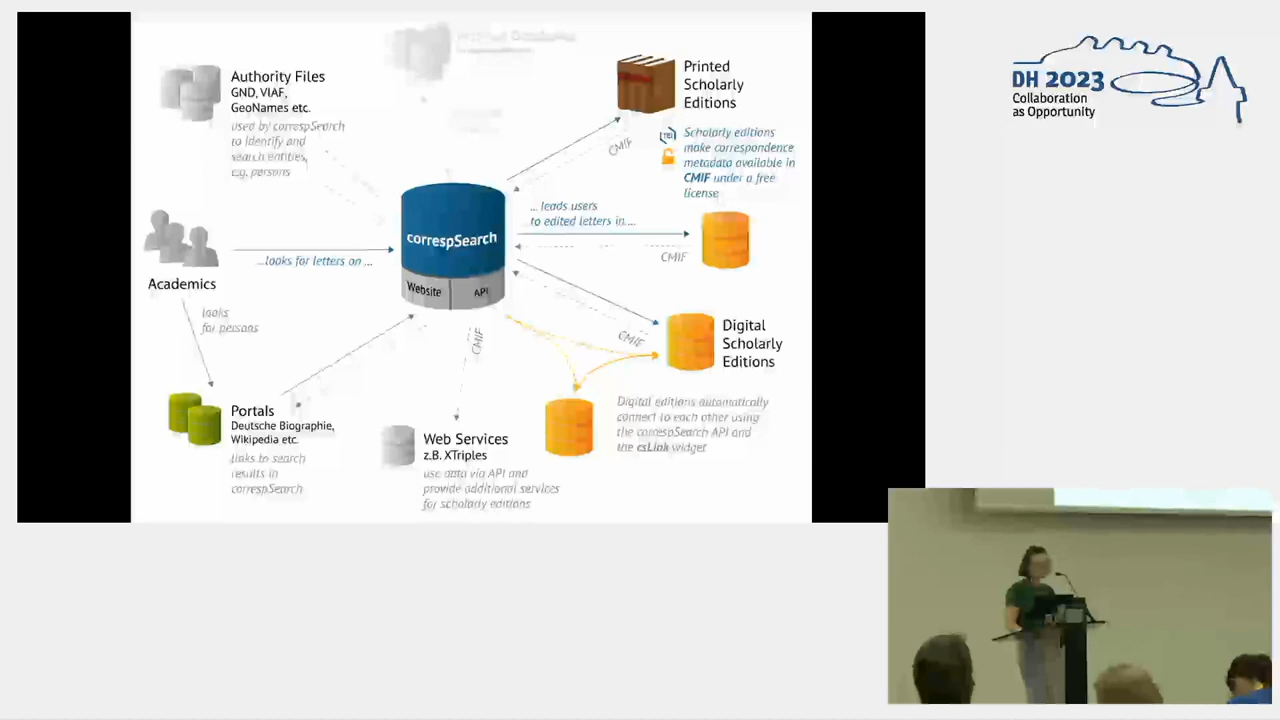 Authority Files
GND, VIAF,
GeoNames etc.
used by correspSearch
to identify and
search entities,
e.g. persons
Printed
Scholarly
Editions
Scholarly editions
make correspondence
metadata available in
CMIF under a free
license
CMIF
TEI
... leads users
to edited letters in ...
CMIF
correspSearch
Website
API
...looks for letters on ...
Academics
looks
for persons
CMIF
CMIF
Digital
Scholarly
Editions
Digital editions automatically
connect to each other using
the correspSearch API and
the csLink widget
Portals
Deutsche Biographie,
Wikipedia etc.
links to search
results in
correspSearch
Web Services
z.B. XTriples
use data via API and
provide additional services
for scholarly editions
DH 2023
Collaboration
as Opportunity